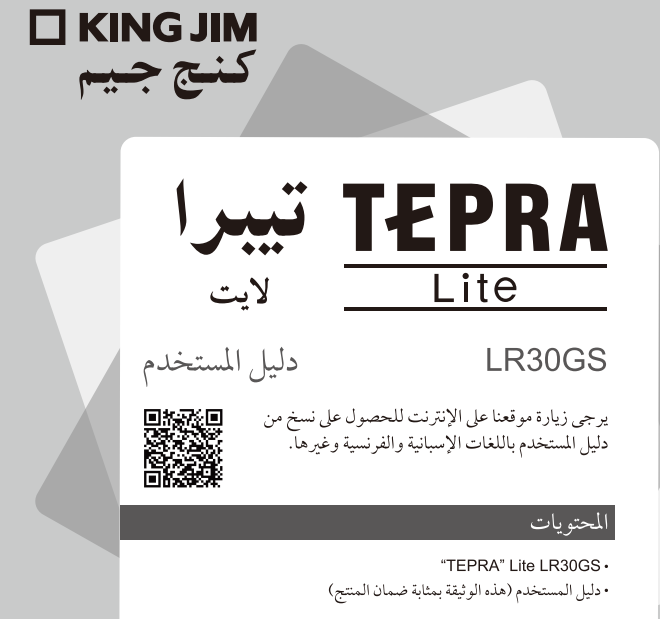 KING JIM
كنج جيم
تيبرا TEPRA
لايت Lite
LR30GS دليل المستخدم
يرجى زيارة موقعنا على الإنترنت للحصول على نسخ من
دليل المستخدم باللغات الإسبانية والفرنسية وغيرها.
المحتويات
• "TEPRA" Lite LR30GS
• دليل المستخدم (هذه الوثيقة بمثابة ضمان المنتج)